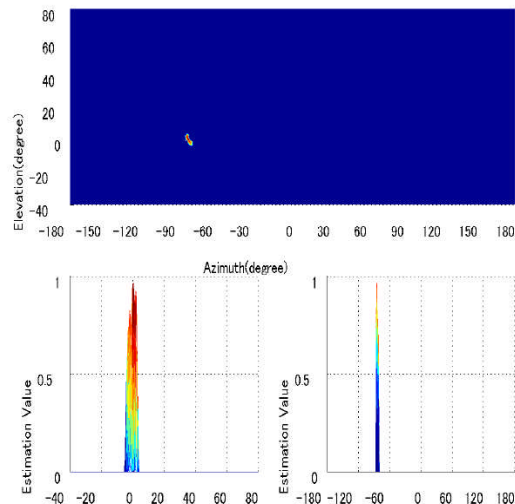 80
60
40
20
0
-20
-40
Elevation(degree)
-180 -150 -120 -90 -60 -30 0 30 60 90 120 150 180
Azimuth(degree)
1
0.5
0
Estimation Value
-40 -20 0 20 40 60 80
1
0.5
0
Estimation Value
-180 -120 -60 0 60 120 180